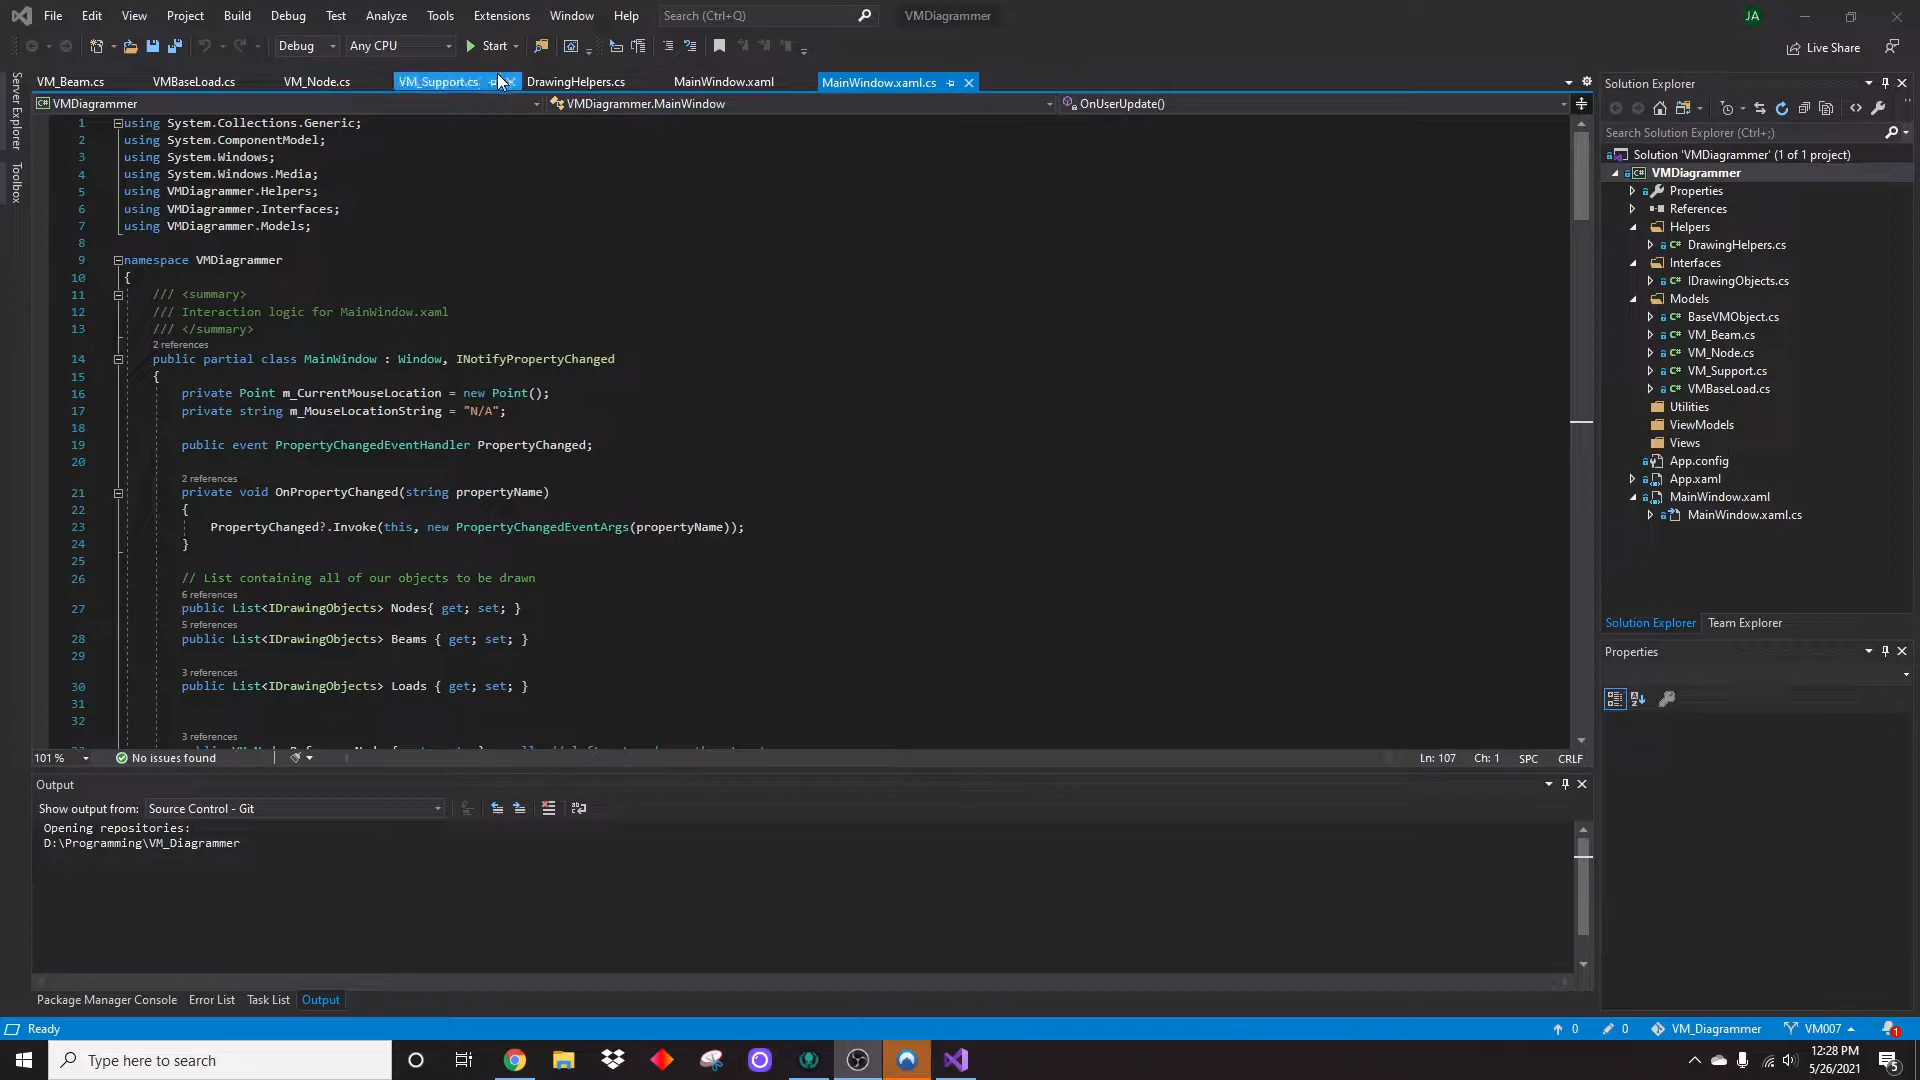 File Edit View Project Build Debug Test Analyze Tools Extensions Window Help Search (Ctrl+Q) VMDiagrammer JA
Debug Any CPU Start Live Share
VM_Beam.cs VMBaseLoad.cs VM_Node.cs VM_Support.cs DrawingHelpers.cs MainWindow.xaml MainWindow.xaml.cs
VMDiagrammer VMDiagrammer.MainWindow OnUserUpdate()
Server Explorer
Toolbox
1 using System.Collections.Generic;
2 using System.ComponentModel;
3 using System.Windows;
4 using System.Windows.Media;
5 using VMDiagrammer.Helpers;
6 using VMDiagrammer.Interfaces;
7 using VMDiagrammer.Models;
8
9 namespace VMDiagrammer
10 {
11 /// <summary>
12 /// Interaction logic for MainWindow.xaml
13 /// </summary>
2 references
14 public partial class MainWindow : Window, INotifyPropertyChanged
15 {
16 private Point m_CurrentMouseLocation = new Point();
17 private string m_MouseLocationString = "N/A";
18
19 public event PropertyChangedEventHandler PropertyChanged;
20
2 references
21 private void OnPropertyChanged(string propertyName)
22 {
23 PropertyChanged?.Invoke(this, new PropertyChangedEventArgs(propertyName));
24 }
25
26 // List containing all of our objects to be drawn
6 references
27 public List<IDrawingObjects> Nodes{ get; set; }
5 references
28 public List<IDrawingObjects> Beams { get; set; }
29
3 references
30 public List<IDrawingObjects> Loads { get; set; }
31
32
3 references
101 % No issues found Ln: 107 Ch: 1 SPC CRLF
Output
Show output from: Source Control - Git
Opening repositories:
D:\Programming\VM_Diagrammer
Package Manager Console Error List Task List Output
Solution Explorer
Search Solution Explorer (Ctrl+;)
Solution 'VMDiagrammer' (1 of 1 project)
VMDiagrammer
Properties
References
Helpers
DrawingHelpers.cs
Interfaces
IDrawingObjects.cs
Models
BaseVMObject.cs
VM_Beam.cs
VM_Node.cs
VM_Support.cs
VMBaseLoad.cs
Utilities
ViewModels
Views
App.config
App.xaml
MainWindow.xaml
MainWindow.xaml.cs
Solution Explorer Team Explorer
Properties
Ready 0 0 VM_Diagrammer VM007 1
Type here to search
12:28 PM
5/26/2021
5